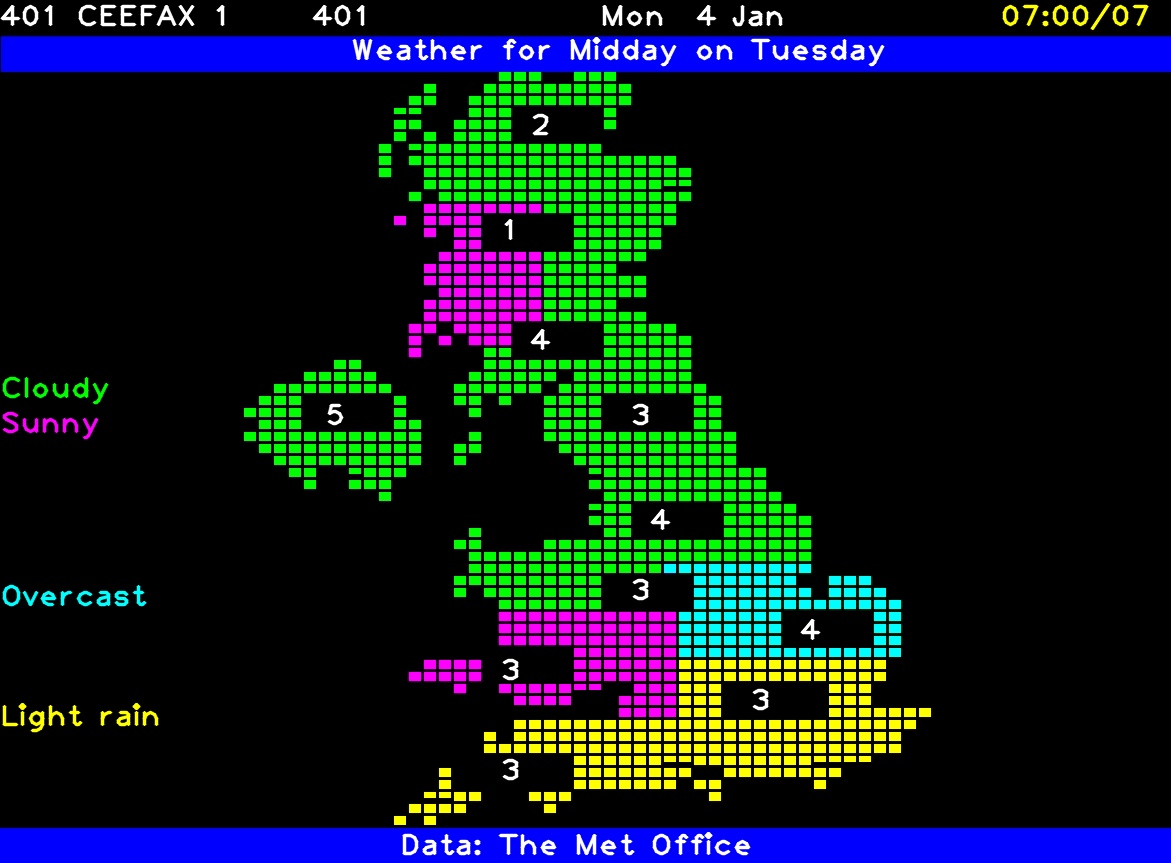 401 CEEFAX 1 401 Mon 4 Jan 07:00/07
Weather for Midday on Tuesday
2
1
4
Cloudy
5 3
Sunny
4
3
Overcast
4
3
3
Light rain
3
Data: The Met Office